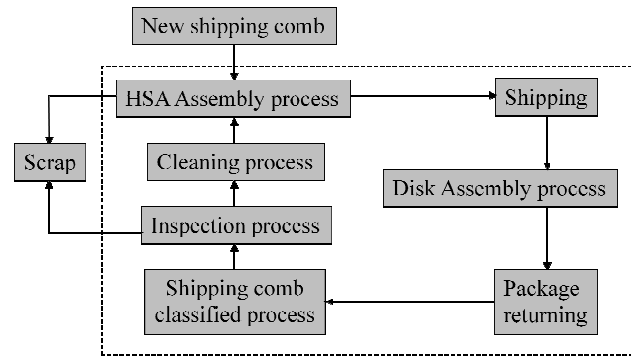 New shipping comb
HSA Assembly process
Shipping
Scrap
Cleaning process
Disk Assembly process
Inspection process
Shipping comb
classified process
Package
returning